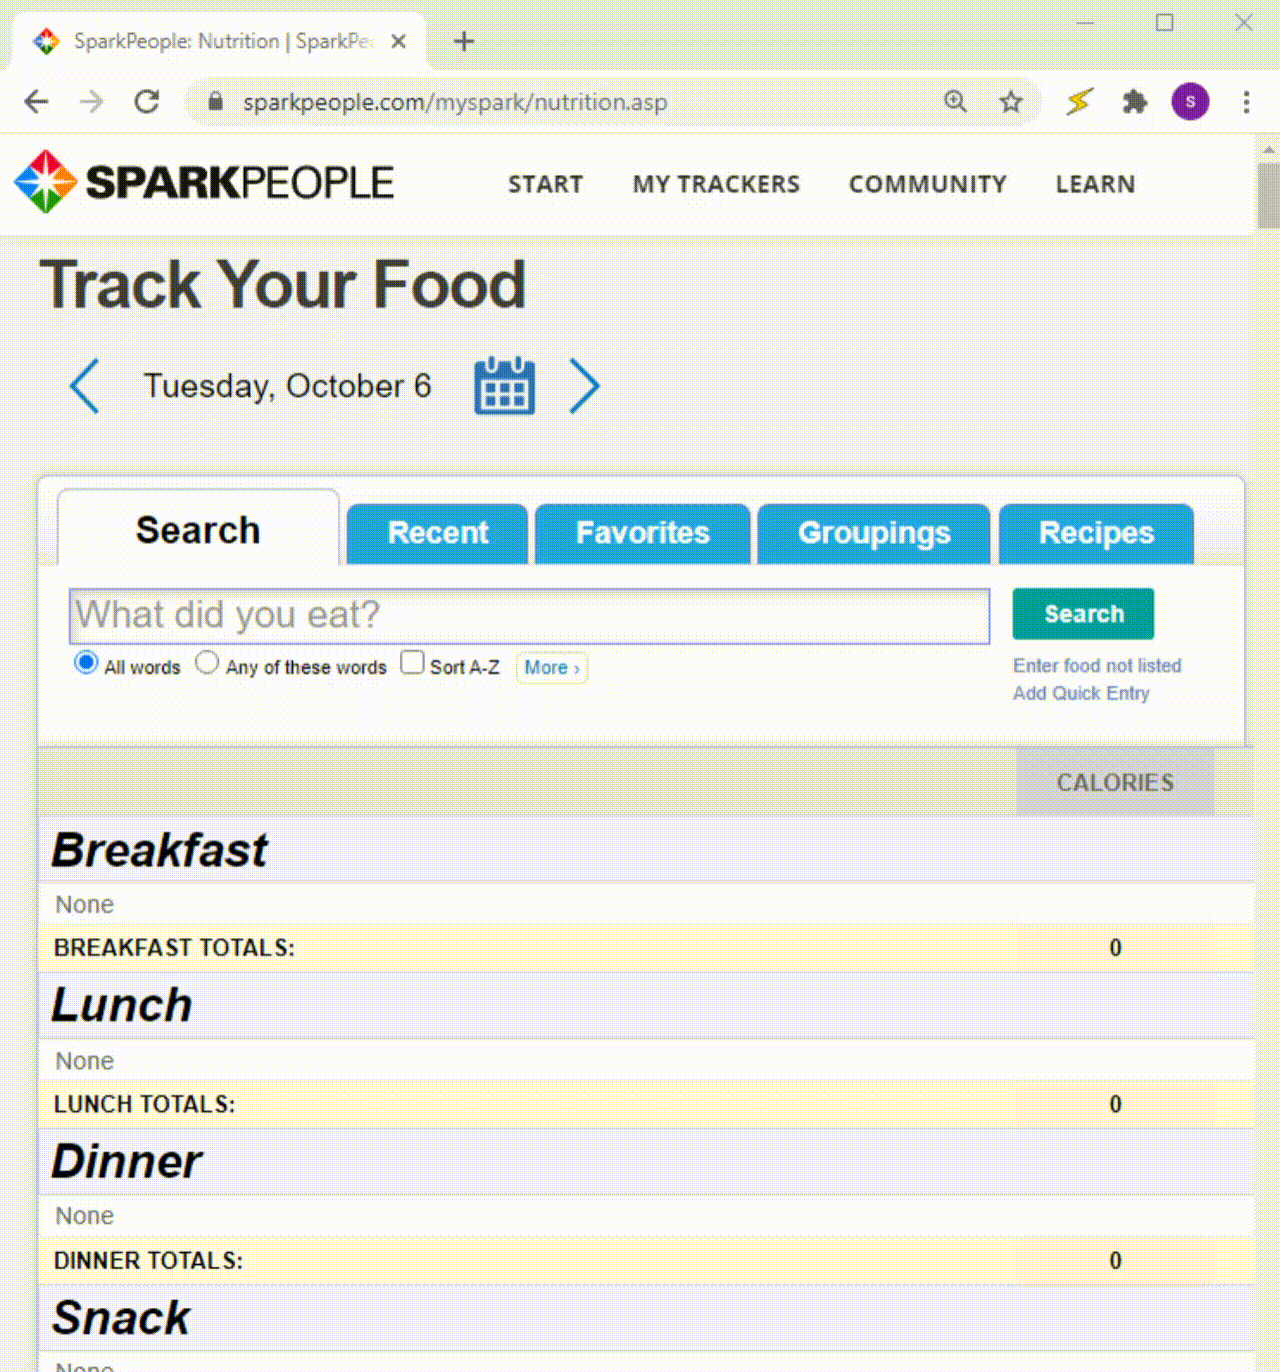 SparkPeople: Nutrition | SparkPe
sparkpeople.com/myspark/nutrition.asp
S
SPARKPEOPLE
START MY TRACKERS COMMUNITY LEARN
Track Your Food
Tuesday, October 6
Search Recent Favorites Groupings Recipes
What did you eat? Search
All words Any of these words Sort A-Z More ›
Enter food not listed
Add Quick Entry
CALORIES
Breakfast
None
BREAKFAST TOTALS: 0
Lunch
None
LUNCH TOTALS: 0
Dinner
None
DINNER TOTALS: 0
Snack
None